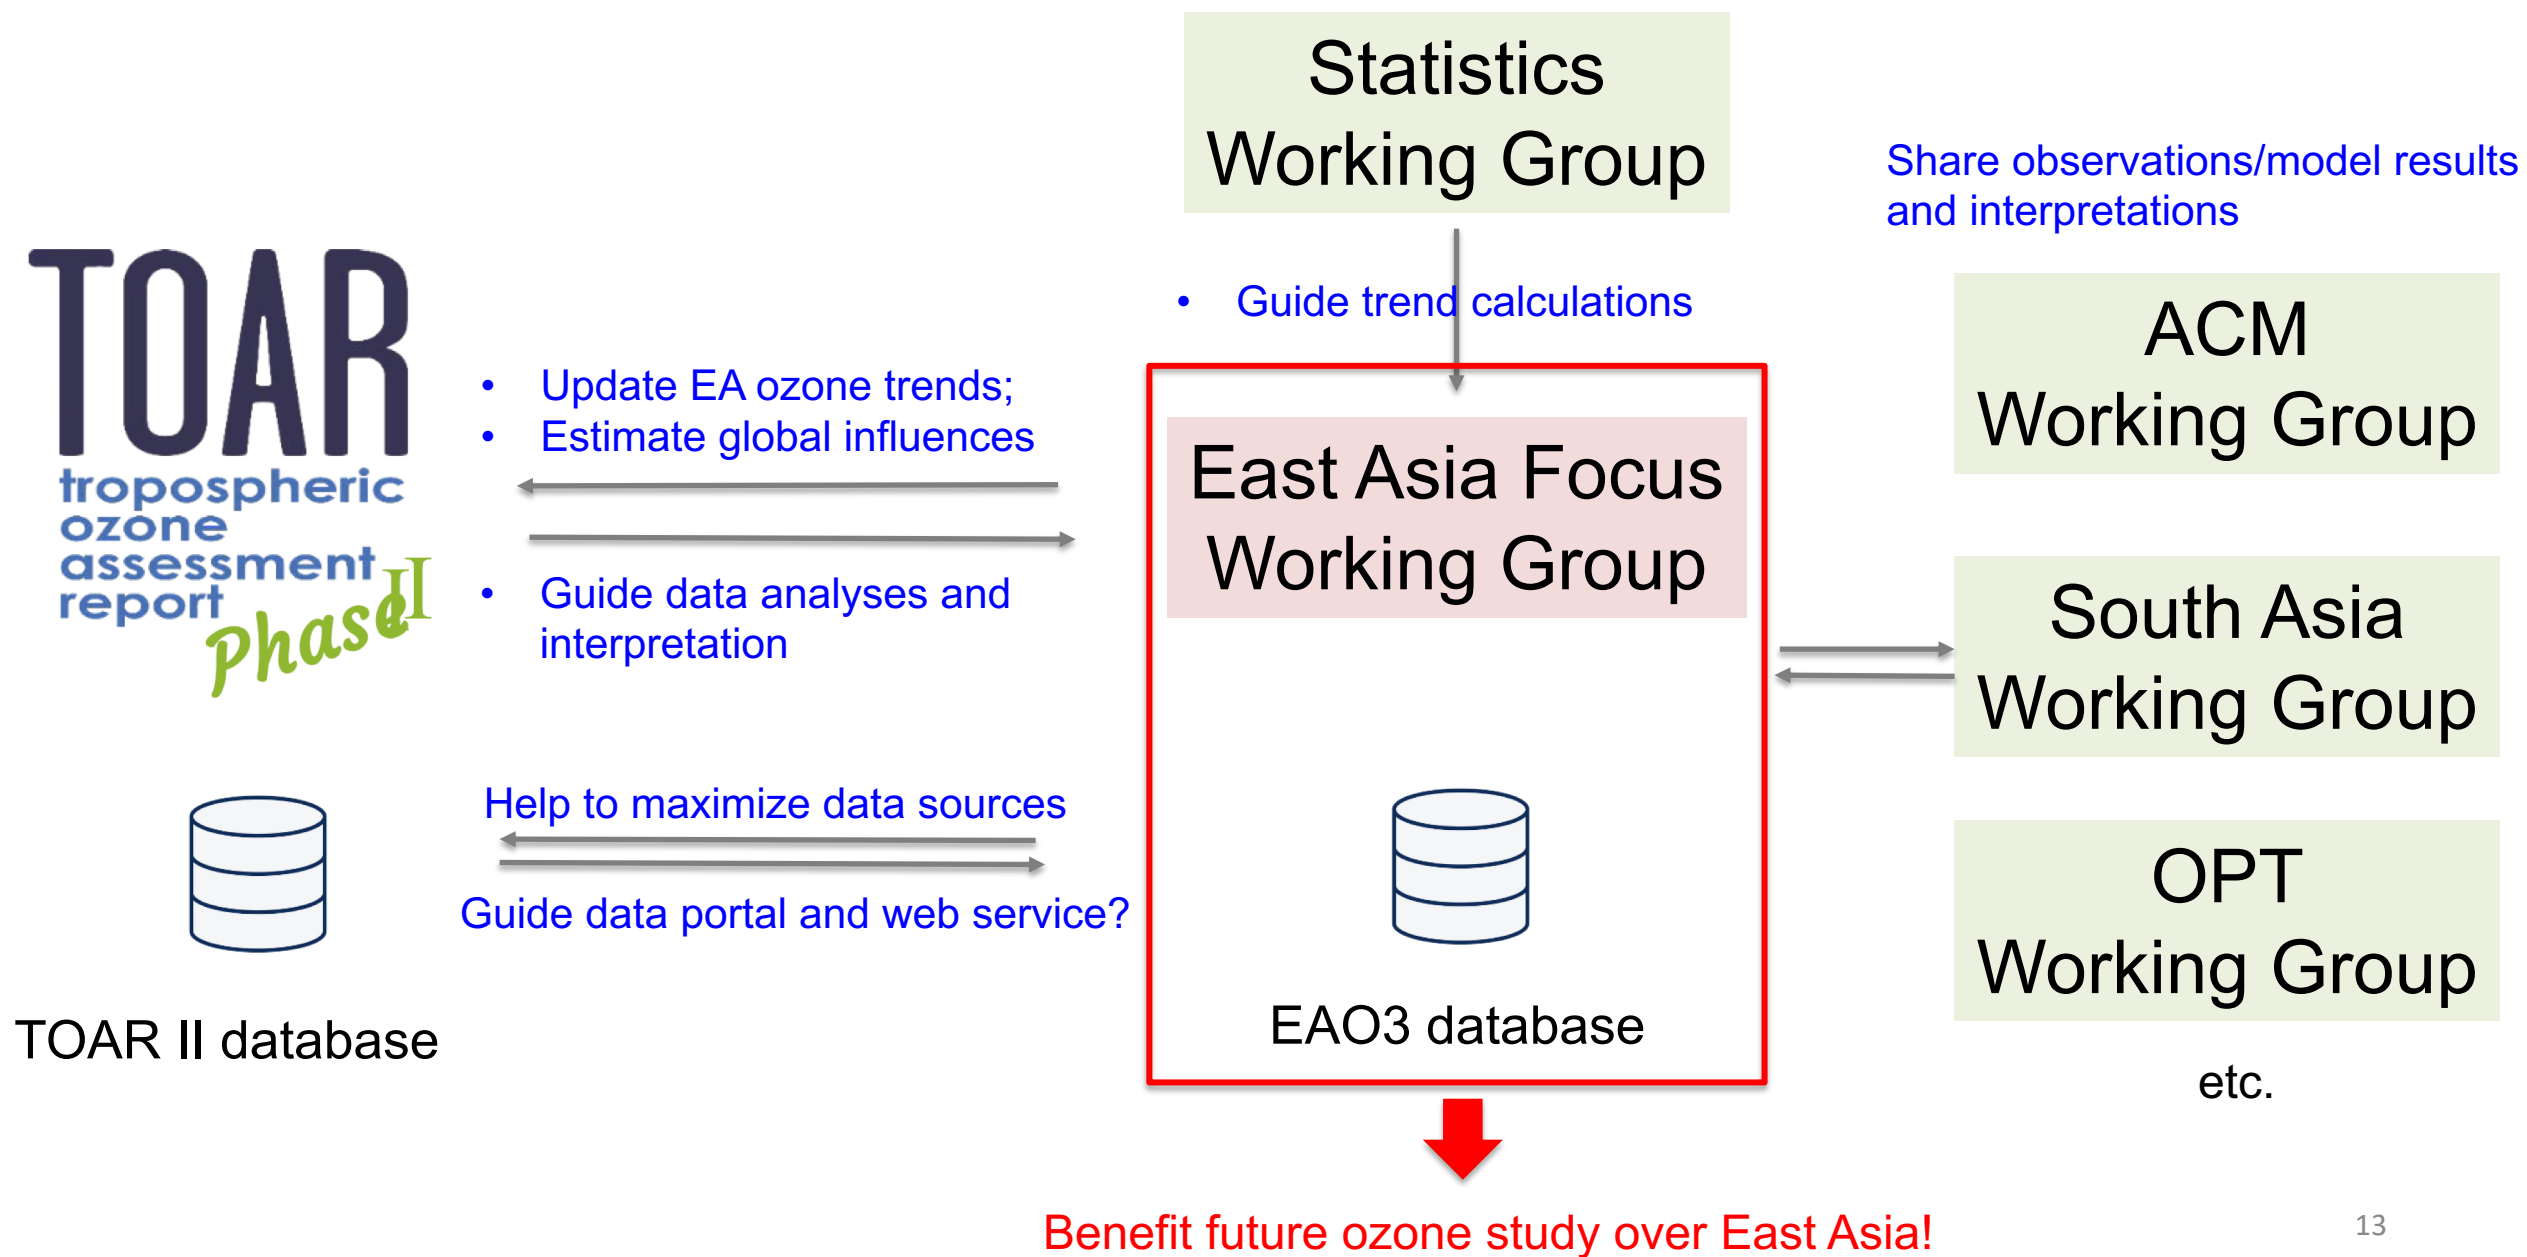 Statistics
Working Group
Share observations/model results
and interpretations
• Guide trend calculations
TOAR
tropospheric
ozone
assessment
report
Phase II
• Update EA ozone trends;
• Estimate global influences
• Guide data analyses and
interpretation
East Asia Focus
Working Group
ACM
Working Group
South Asia
Working Group
OPT
Working Group
etc.
Help to maximize data sources
Guide data portal and web service?
TOAR II database
EAO3 database
Benefit future ozone study over East Asia!
13